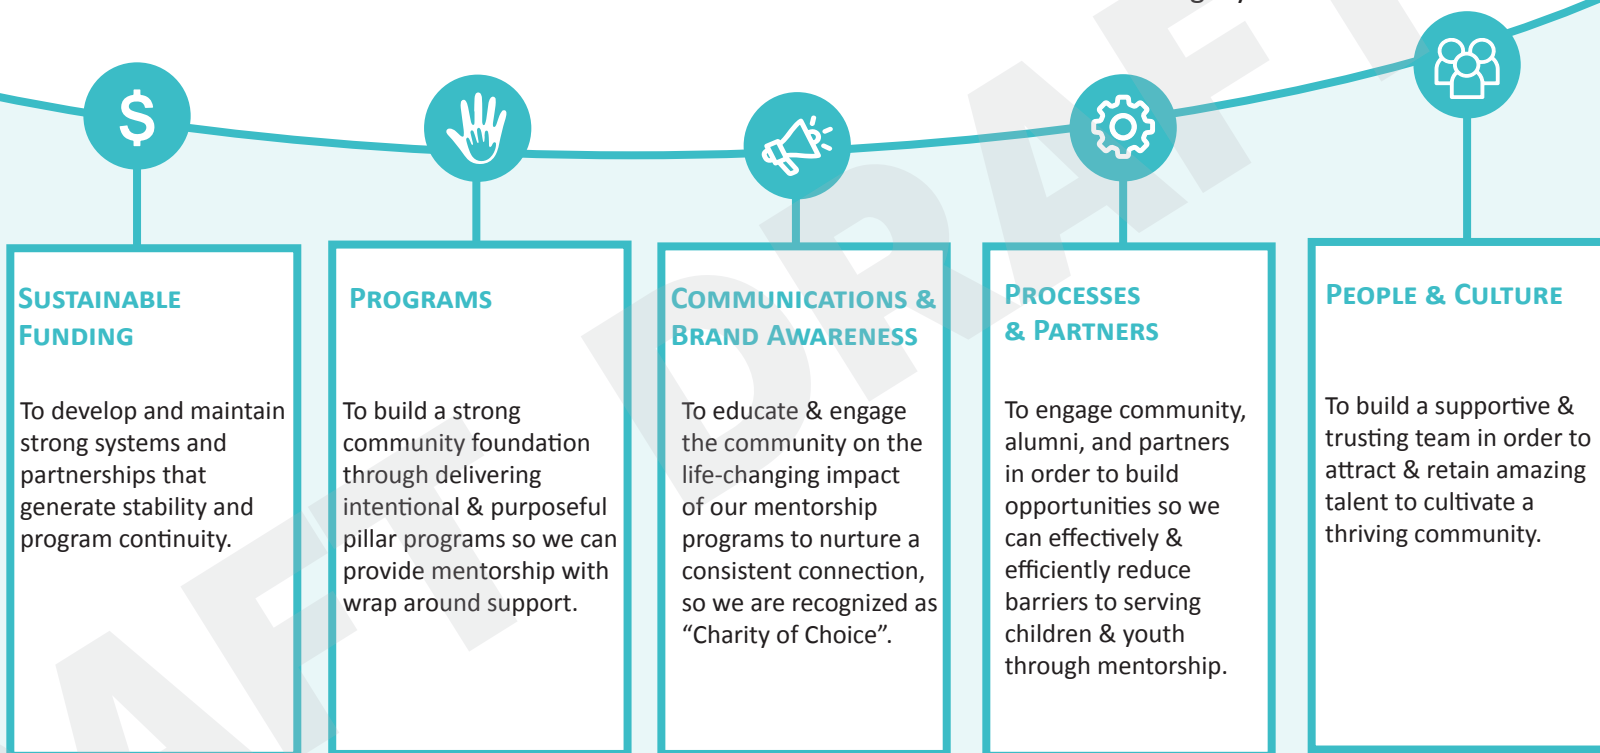 $
SUSTAINABLE
FUNDING
To develop and maintain
strong systems and
partnerships that
generate stability and
program continuity.
PROGRAMS
To build a strong
community foundation
through delivering
intentional & purposeful
pillar programs so we can
provide mentorship with
wrap around support.
COMMUNICATIONS &
BRAND AWARENESS
To educate & engage
the community on the
life-changing impact
of our mentorship
programs to nurture a
consistent connection,
so we are recognized as
“Charity of Choice”.
PROCESSES
& PARTNERS
To engage community,
alumni, and partners
in order to build
opportunities so we
can effectively &
efficiently reduce
barriers to serving
children & youth
through mentorship.
PEOPLE & CULTURE
To build a supportive &
trusting team in order to
attract & retain amazing
talent to cultivate a
thriving community.
DRAFT
AFT